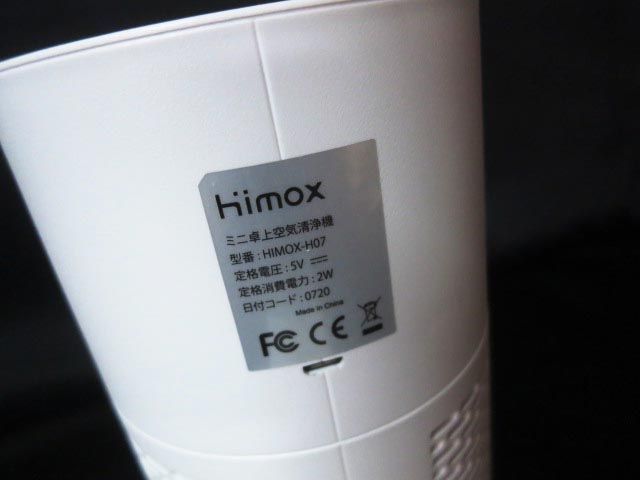 Himox
ミニ卓上空気清浄機
型番 : HIMOX-H07
定格電圧 : 5V
定格消費電力 : 2W
日付コード : 0720
Made in China
FC CE